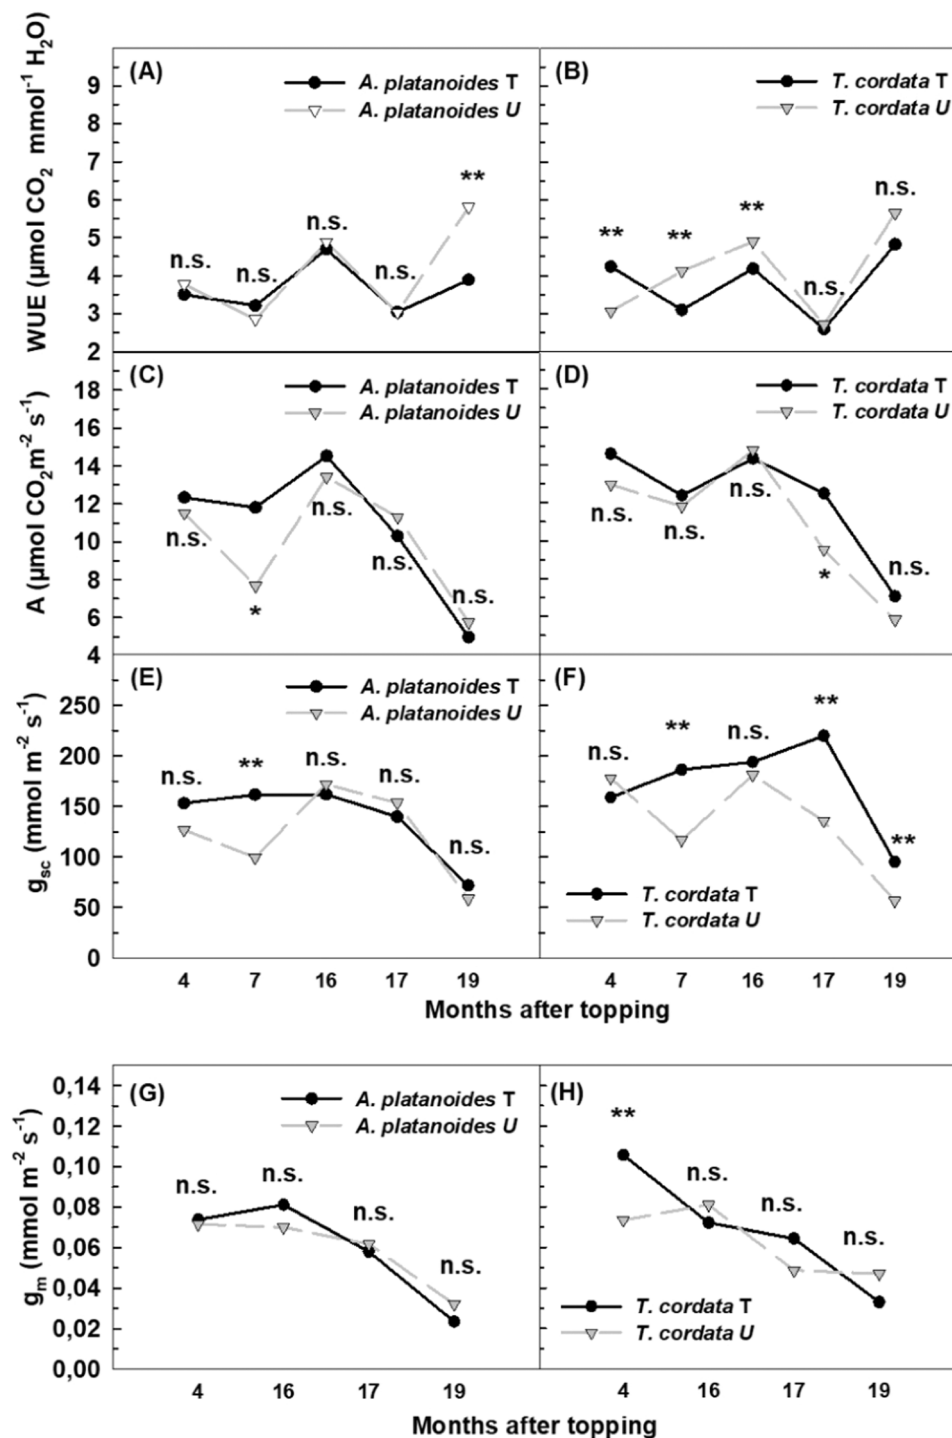 (A)
A. platanoides T
A. platanoides U
(B)
T. cordata T
T. cordata U
WUE (µmol CO2 mmol-1 H2O)
9
8
7
6
5
4
3
2
n.s.
n.s.
n.s.
n.s.
**
**
**
**
n.s.
n.s.
(C)
A. platanoides T
A. platanoides U
(D)
T. cordata T
T. cordata U
A (µmol CO2m-2 s-1)
18
16
14
12
10
8
6
4
n.s.
*
n.s.
n.s.
n.s.
n.s.
n.s.
n.s.
*
n.s.
(E)
A. platanoides T
A. platanoides U
(F)
T. cordata T
T. cordata U
gsc (mmol m-2 s-1)
250
200
150
100
50
0
n.s.
**
n.s.
n.s.
n.s.
n.s.
**
n.s.
**
**
4 7 16 17 19
4 7 16 17 19
Months after topping
(G)
A. platanoides T
A. platanoides U
(H)
T. cordata T
T. cordata U
gm (mmol m-2 s-1)
0,14
0,12
0,10
0,08
0,06
0,04
0,02
0,00
n.s.
n.s.
n.s.
n.s.
**
n.s.
n.s.
n.s.
4 16 17 19
4 16 17 19
Months after topping